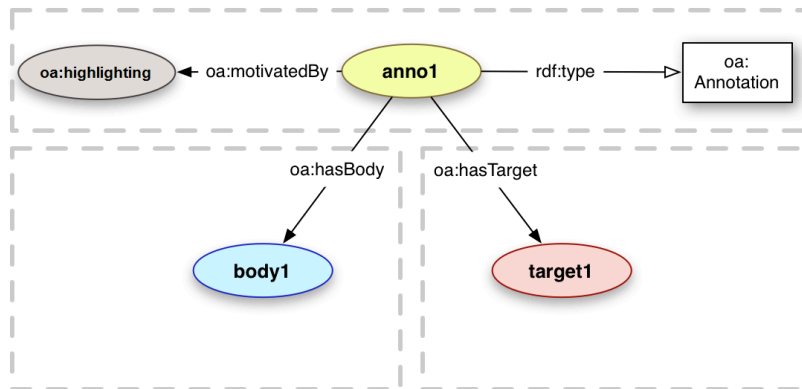 oa:highlighting
oa:motivatedBy
anno1
rdf:type
oa:
Annotation
oa:hasBody
oa:hasTarget
body1
target1